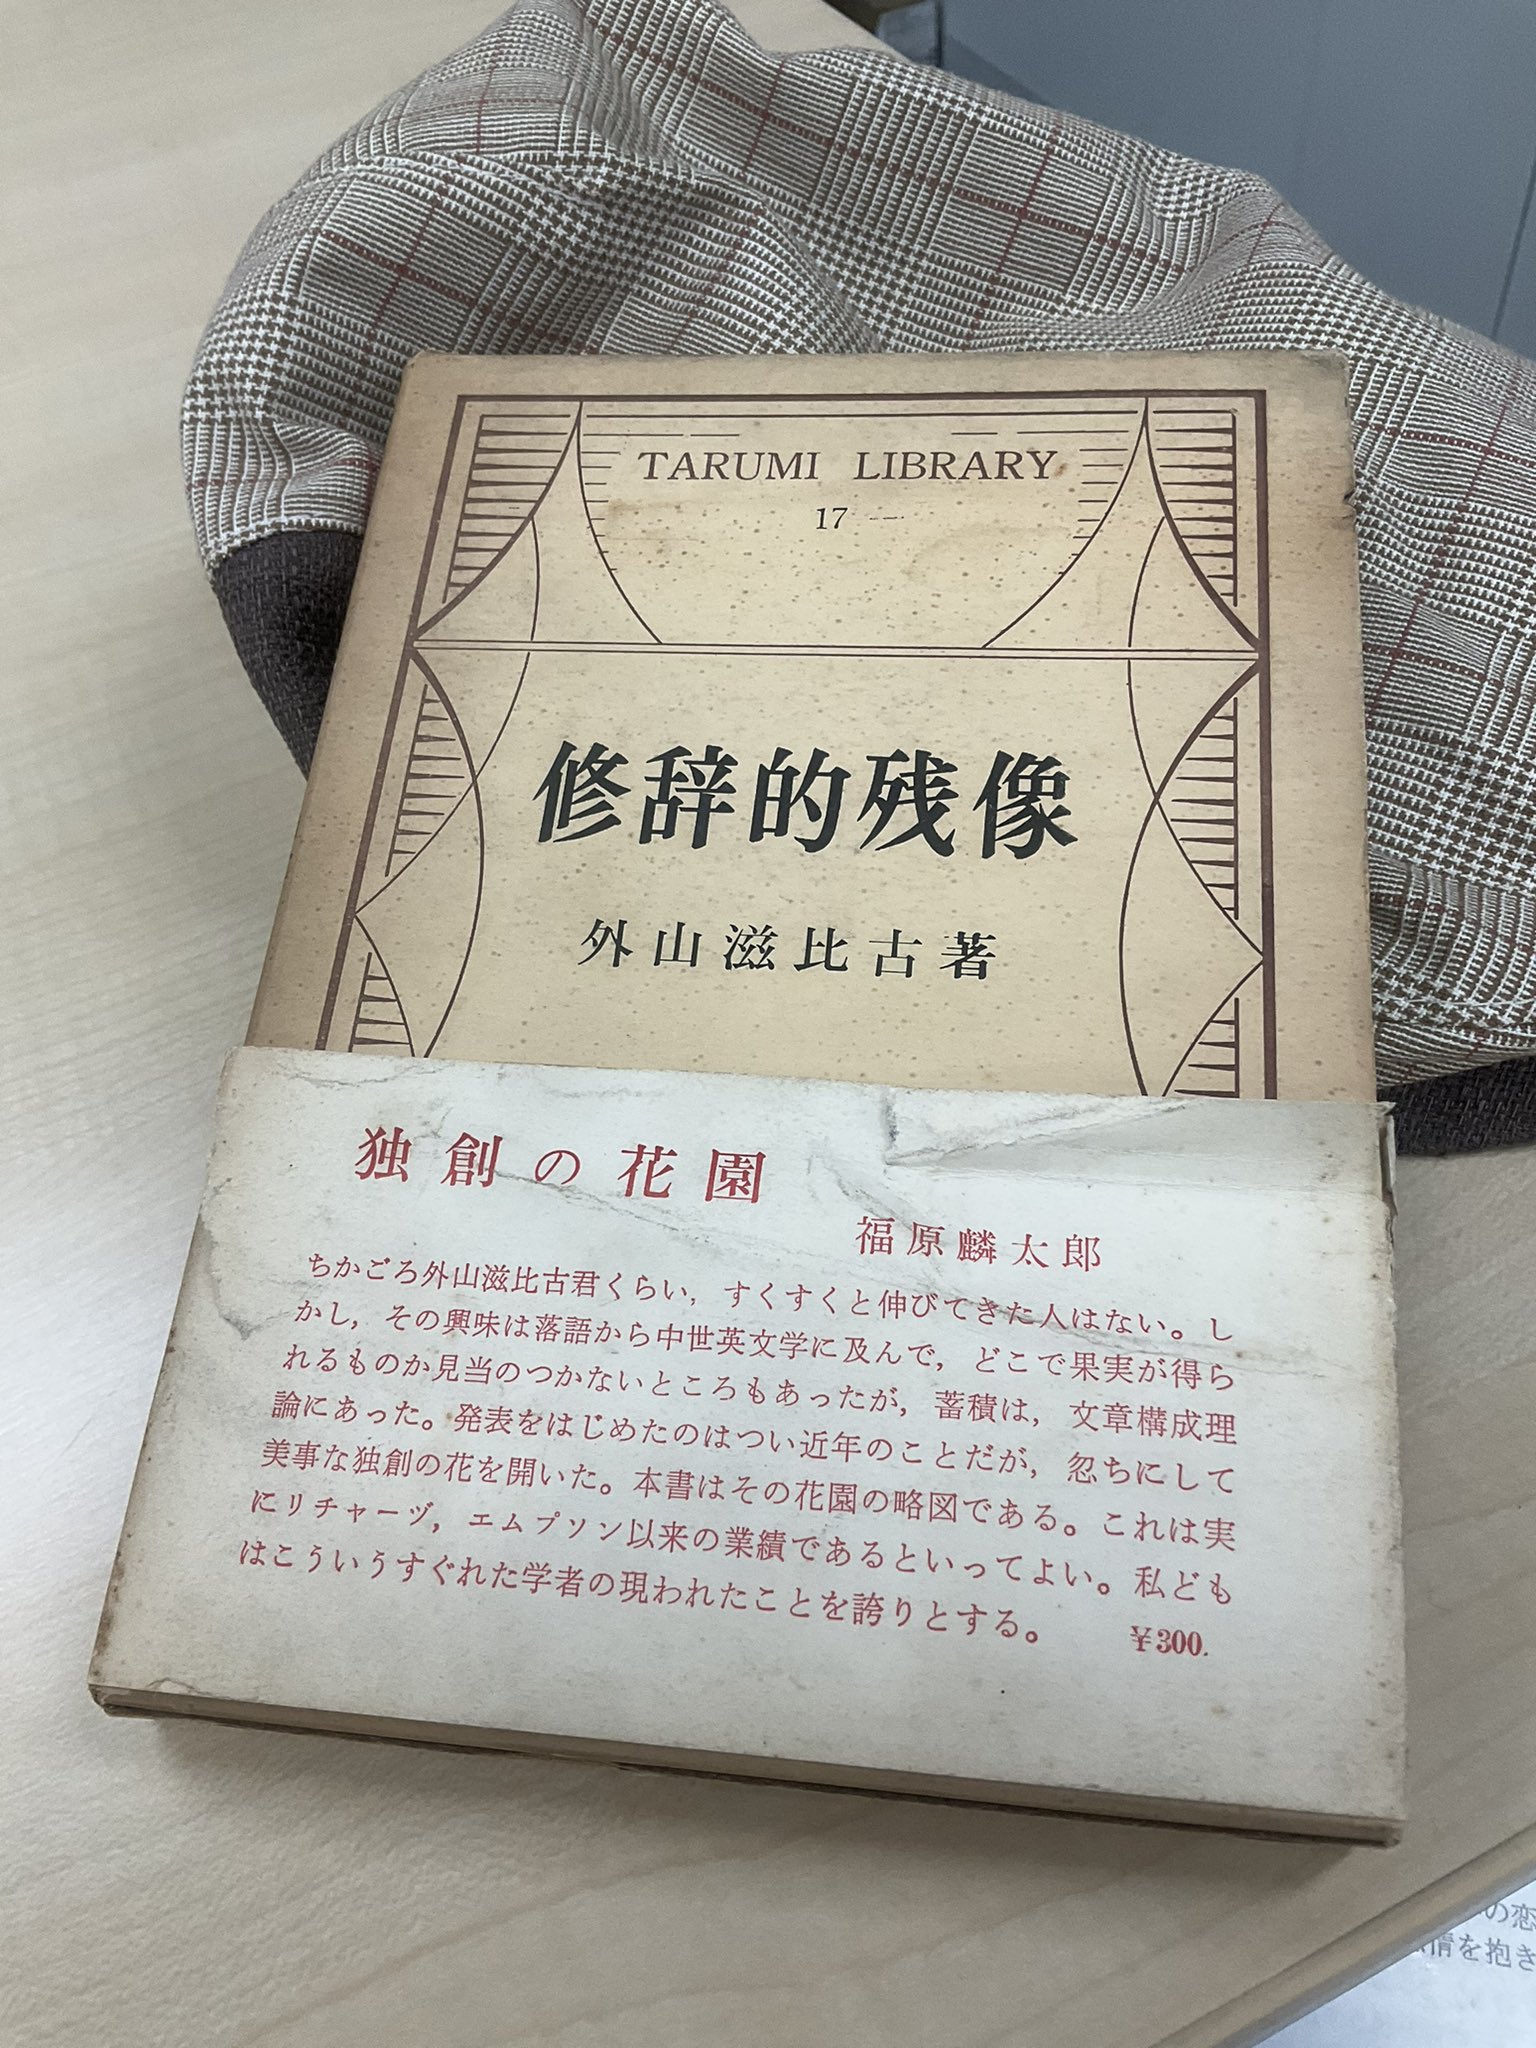 TARUMI LIBRARY
17
修辞的残像
外山滋比古著
独創の花園
福原麟太郎
ちかごろ外山滋比古君くらい，すくすくと伸びてきた人はない。し
かし，その興味は落語から中世英文学に及んで，どこで果実が得ら
れるものか見当のつかないところもあったが，蓄積は，文章構成理
論にあった。発表をはじめたのはつい近年のことだが，忽ちにして
美事な独創の花を開いた。本書はその花園の略図である。これは実
にリチャーヅ，エムプソン以来の業績であるといってよい。私ども
はこういうすぐれた学者の現われたことを誇りとする。 ¥300.
の恋
情を抱き